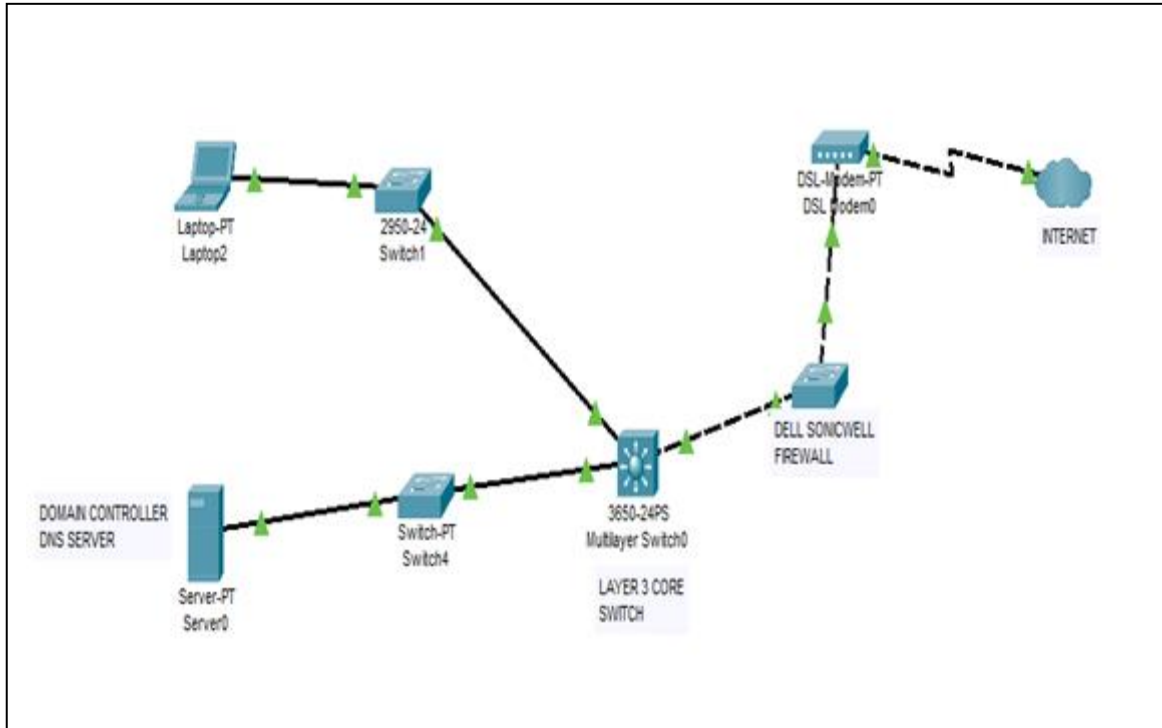 DSL-Modem-PT
DSL Modem0
INTERNET
Laptop-PT
Laptop2
2950-24
Switch1
DELL SONICWELL
FIREWALL
DOMAIN CONTROLLER
DNS SERVER
Switch-PT
Switch4
3650-24PS
Multilayer Switch0
LAYER 3 CORE
SWITCH
Server-PT
Server0